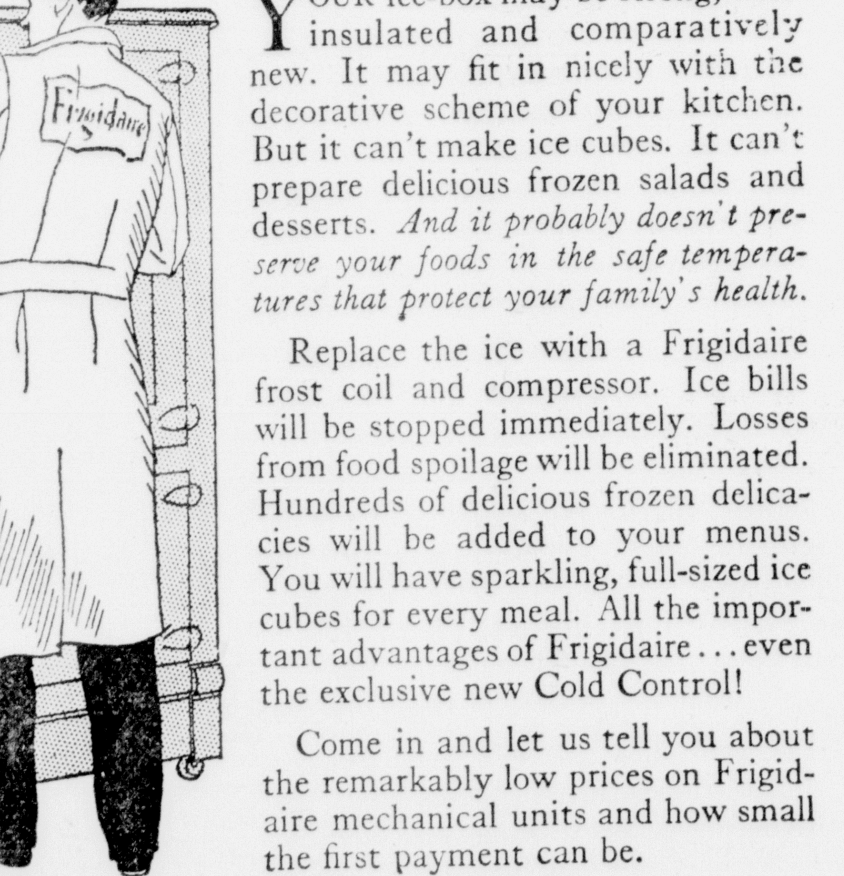 YOUR ice-box may be strong,
insulated and comparatively
new. It may fit in nicely with the
decorative scheme of your kitchen.
But it can't make ice cubes. It can't
prepare delicious frozen salads and
desserts. And it probably doesn't pre-
serve your foods in the safe tempera-
tures that protect your family's health.
Replace the ice with a Frigidaire
frost coil and compressor. Ice bills
will be stopped immediately. Losses
from food spoilage will be eliminated.
Hundreds of delicious frozen delica-
cies will be added to your menus.
You will have sparkling, full-sized ice
cubes for every meal. All the impor-
tant advantages of Frigidaire...even
the exclusive new Cold Control!
Come in and let us tell you about
the remarkably low prices on Frigid-
aire mechanical units and how small
the first payment can be.
Frigidaire